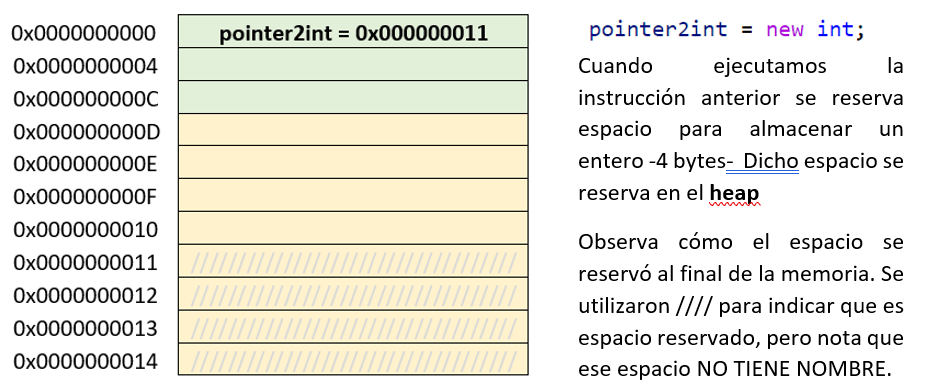 0x0000000000 pointer2int = 0x000000011
0x0000000004
0x000000000C
0x000000000D
0x000000000E
0x000000000F
0x0000000010
0x0000000011 ////////////////////////////////////
0x0000000012 ////////////////////////////////////
0x0000000013 ////////////////////////////////////
0x0000000014 ////////////////////////////////////
pointer2int = new int;
Cuando ejecutamos la
instrucción anterior se reserva
espacio para almacenar un
entero -4 bytes- Dicho espacio se
reserva en el heap
Observa cómo el espacio se
reservó al final de la memoria. Se
utilizaron //// para indicar que es
espacio reservado, pero nota que
ese espacio NO TIENE NOMBRE.